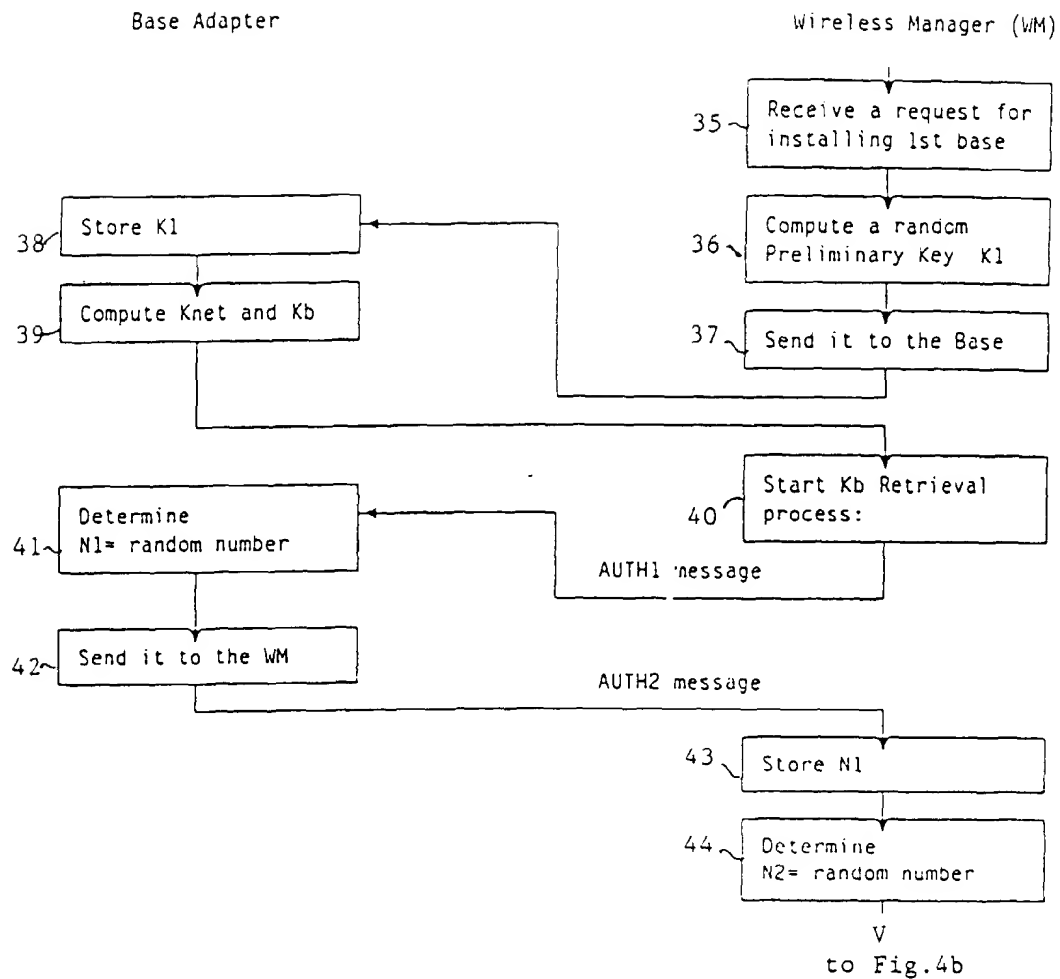 Base Adapter
Wireless Manager (WM)
35
Receive a request for
installing 1st base
38
Store K1
36
Compute a random
Preliminary Key K1
39
Compute Knet and Kb
37
Send it to the Base
40
Start Kb Retrieval
process:
41
Determine
N1= random number
AUTH1 message
42
Send it to the WM
AUTH2 message
43
Store N1
44
Determine
N2= random number
V
to Fig.4b